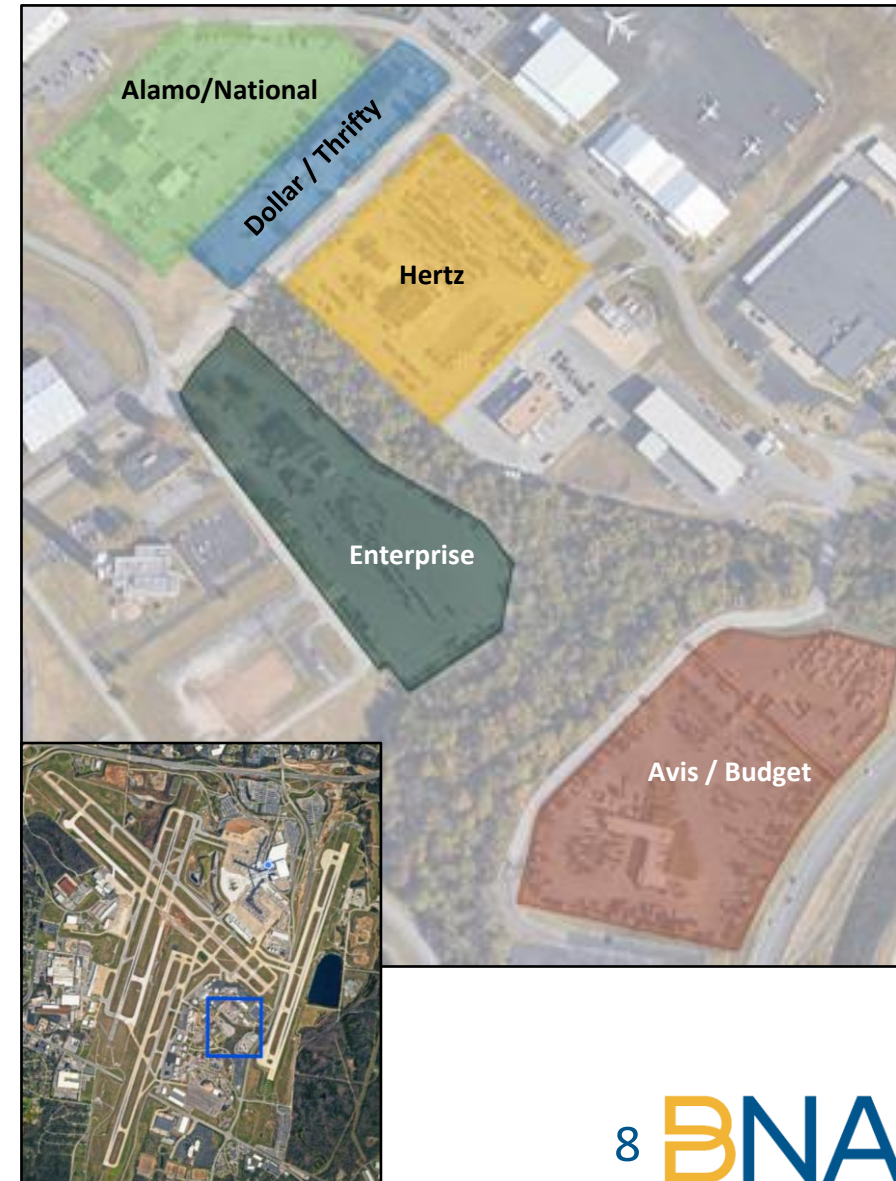 Alamo/National
Dollar / Thrifty
Hertz
Enterprise
Avis / Budget
8
BNA